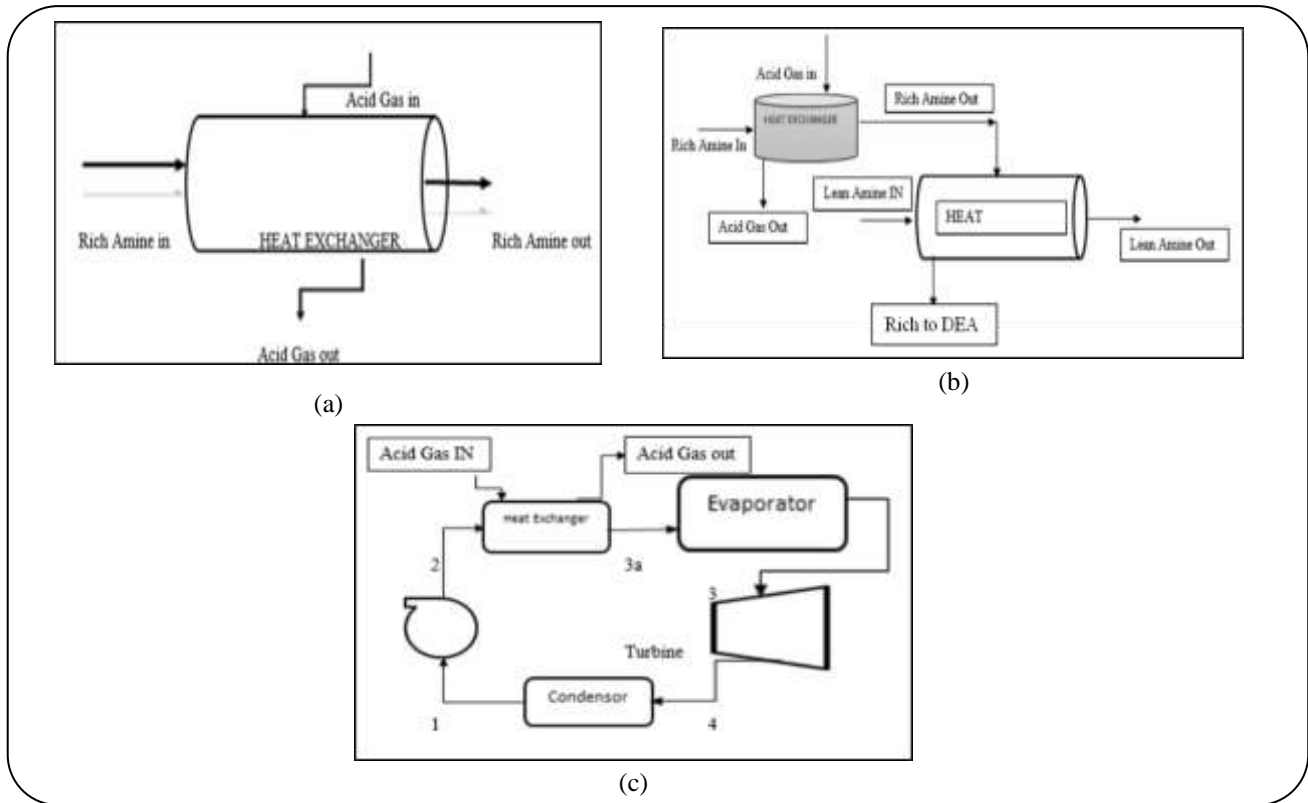 Acid Gas in
Rich Amine in
HEAT EXCHANGER
Rich Amine out
Acid Gas out
(a)
Acid Gas in
Rich Amine Out
HEAT EXCHANGER
Rich Amine In
Lean Amine IN
HEAT
Acid Gas Out
Lean Amine Out
Rich to DEA
(b)
Acid Gas IN
Acid Gas out
Evaporator
Heat Exchanger
2
3a
3
Turbine
Condensor
1
4
(c)